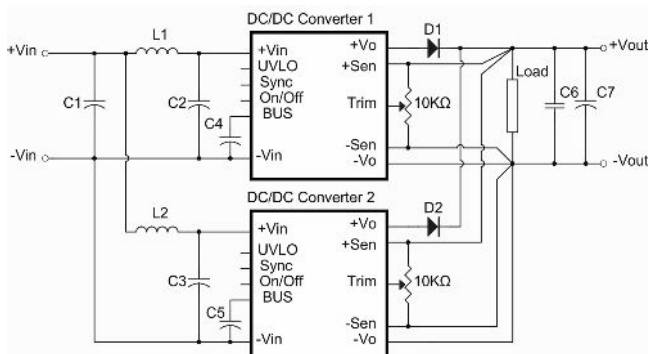 DC/DC Converter 1
L1
D1
+Vin
+Vin
+Vo
+Vout
UVLO
+Sen
Sync
Load
C1
C2
On/Off
Trim
10KΩ
C6
C7
C4
BUS
-Sen
-Vin
-Vin
-Vo
-Vout
DC/DC Converter 2
L2
D2
+Vin
+Vo
UVLO
+Sen
Sync
C3
On/Off
Trim
10KΩ
C5
BUS
-Sen
-Vin
-Vo